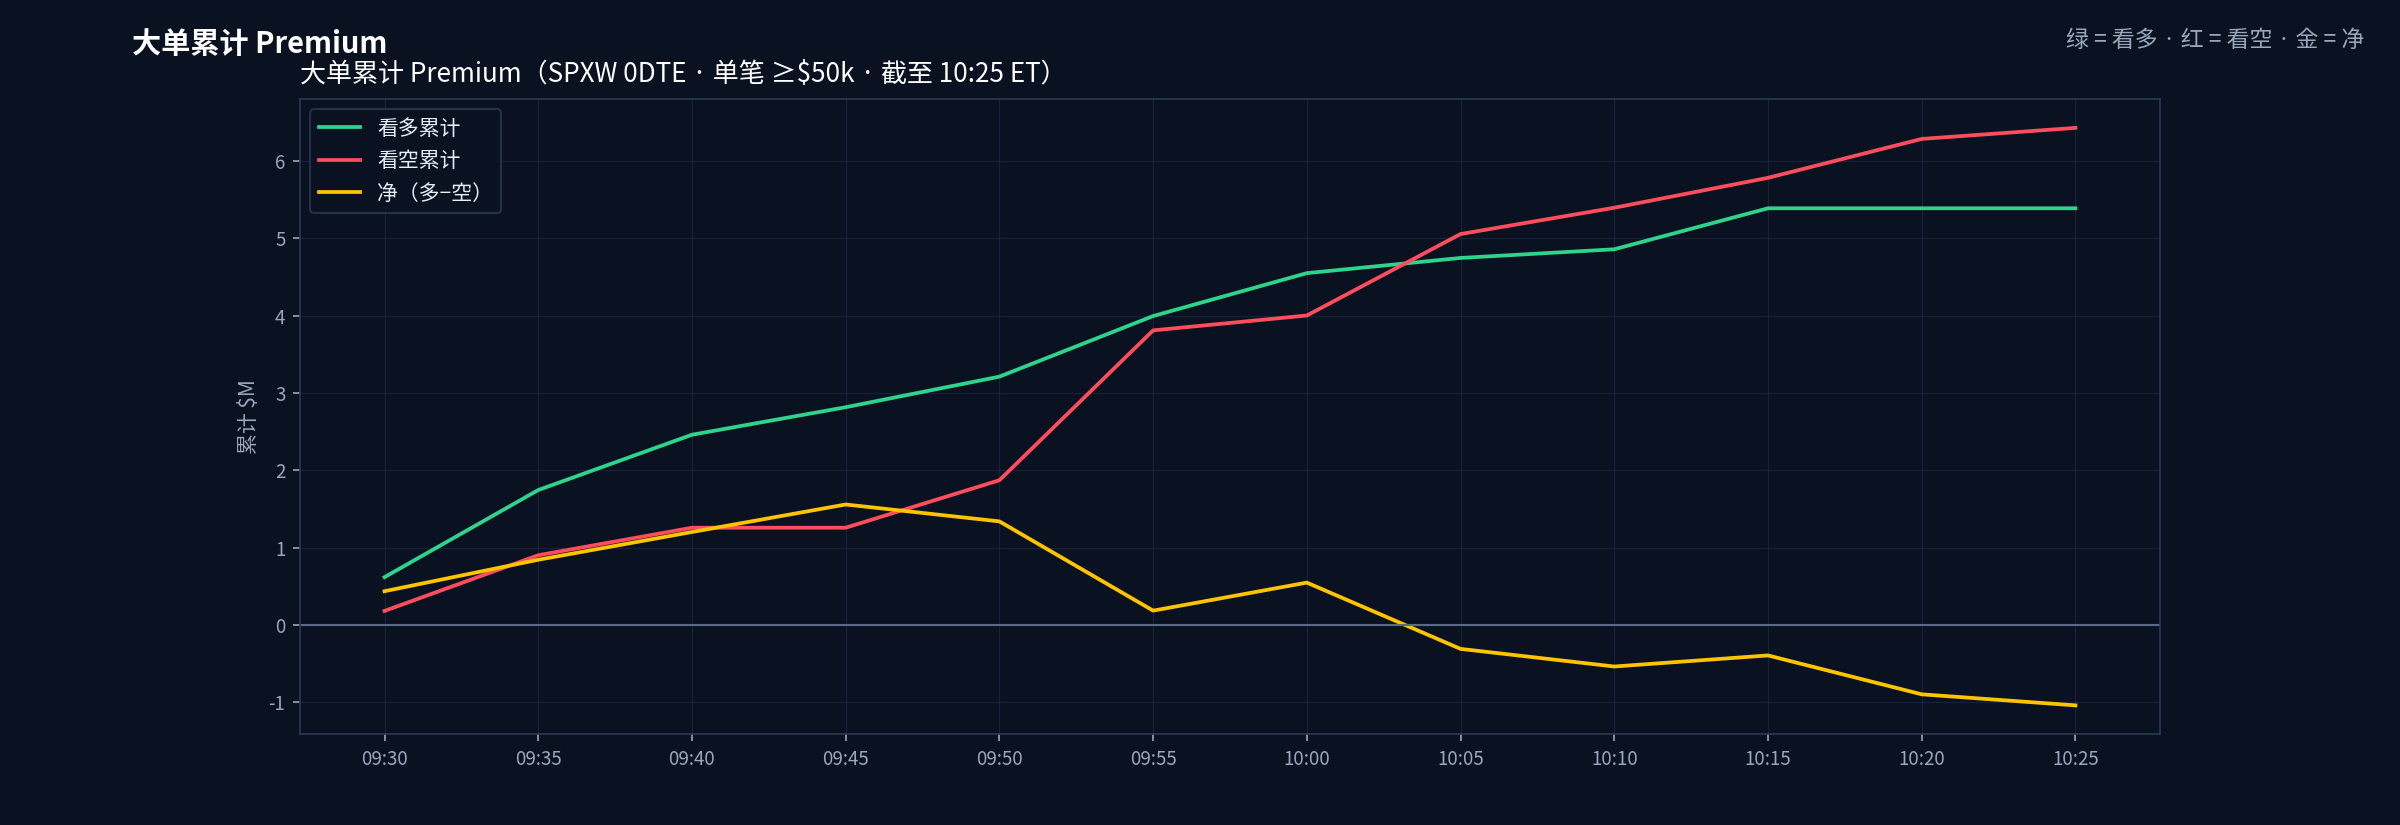 大单累计 Premium
绿 = 看多 · 红 = 看空 · 金 = 净
大单累计 Premium（SPXW 0DTE · 单笔 ≥$50k · 截至 10:25 ET）
看多累计
看空累计
净（多−空）
累计 $M
6
5
4
3
2
1
0
-1
09:30 09:35 09:40 09:45 09:50 09:55 10:00 10:05 10:10 10:15 10:20 10:25